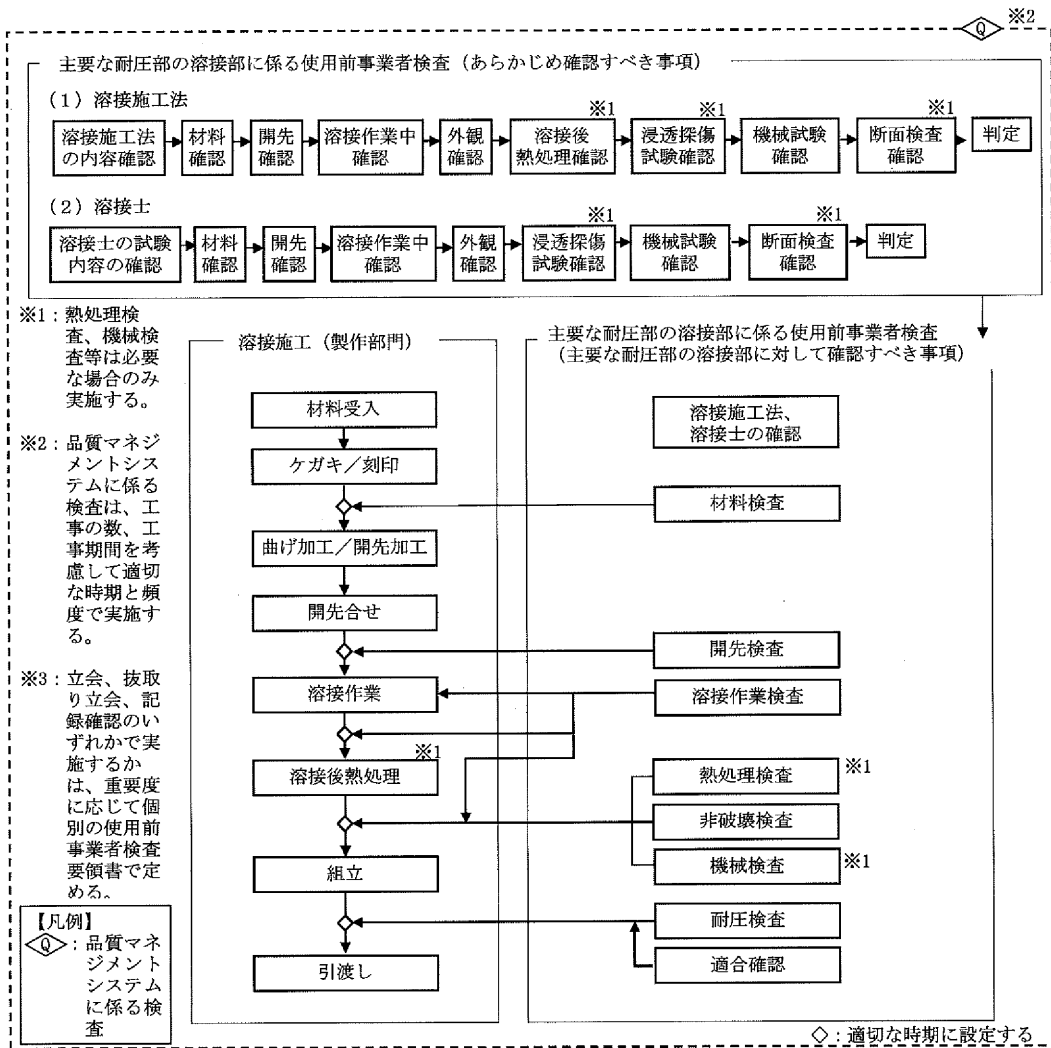 Q ※2
主要な耐圧部の溶接部に係る使用前事業者検査（あらかじめ確認すべき事項）
（1）溶接施工法
※1 ※1 ※1
溶接施工法
の内容確認
材料
確認
開先
確認
溶接作業中
確認
外観
確認
溶接後
熱処理確認
浸透探傷
試験確認
機械試験
確認
断面検査
確認
判定
（2）溶接士
※1 ※1
溶接士の試験
内容の確認
材料
確認
開先
確認
溶接作業中
確認
外観
確認
浸透探傷
試験確認
機械試験
確認
断面検査
確認
判定
※1：熱処理検
査、機械検
査等は必要
な場合のみ
実施する。
※2：品質マネジ
メントシス
テムに係る
検査は、工
事の数、工
事期間を考
慮して適切
な時期と頻
度で実施す
る。
※3：立会、抜取
り立会、記
録確認のい
ずれかで実
施するか
は、重要度
に応じて個
別の使用前
事業者検査
要領書で定
める。
【凡例】
Q：品質マネ
ジメント
システム
に係る検
査
溶接施工（製作部門）
材料受入
ケガキ／刻印
曲げ加工／開先加工
開先合せ
溶接作業
※1
溶接後熱処理
組立
引渡し
主要な耐圧部の溶接部に係る使用前事業者検査
（主要な耐圧部の溶接部に対して確認すべき事項）
溶接施工法、
溶接士の確認
材料検査
開先検査
溶接作業検査
熱処理検査 ※1
非破壊検査
機械検査 ※1
耐圧検査
適合確認
◇：適切な時期に設定する